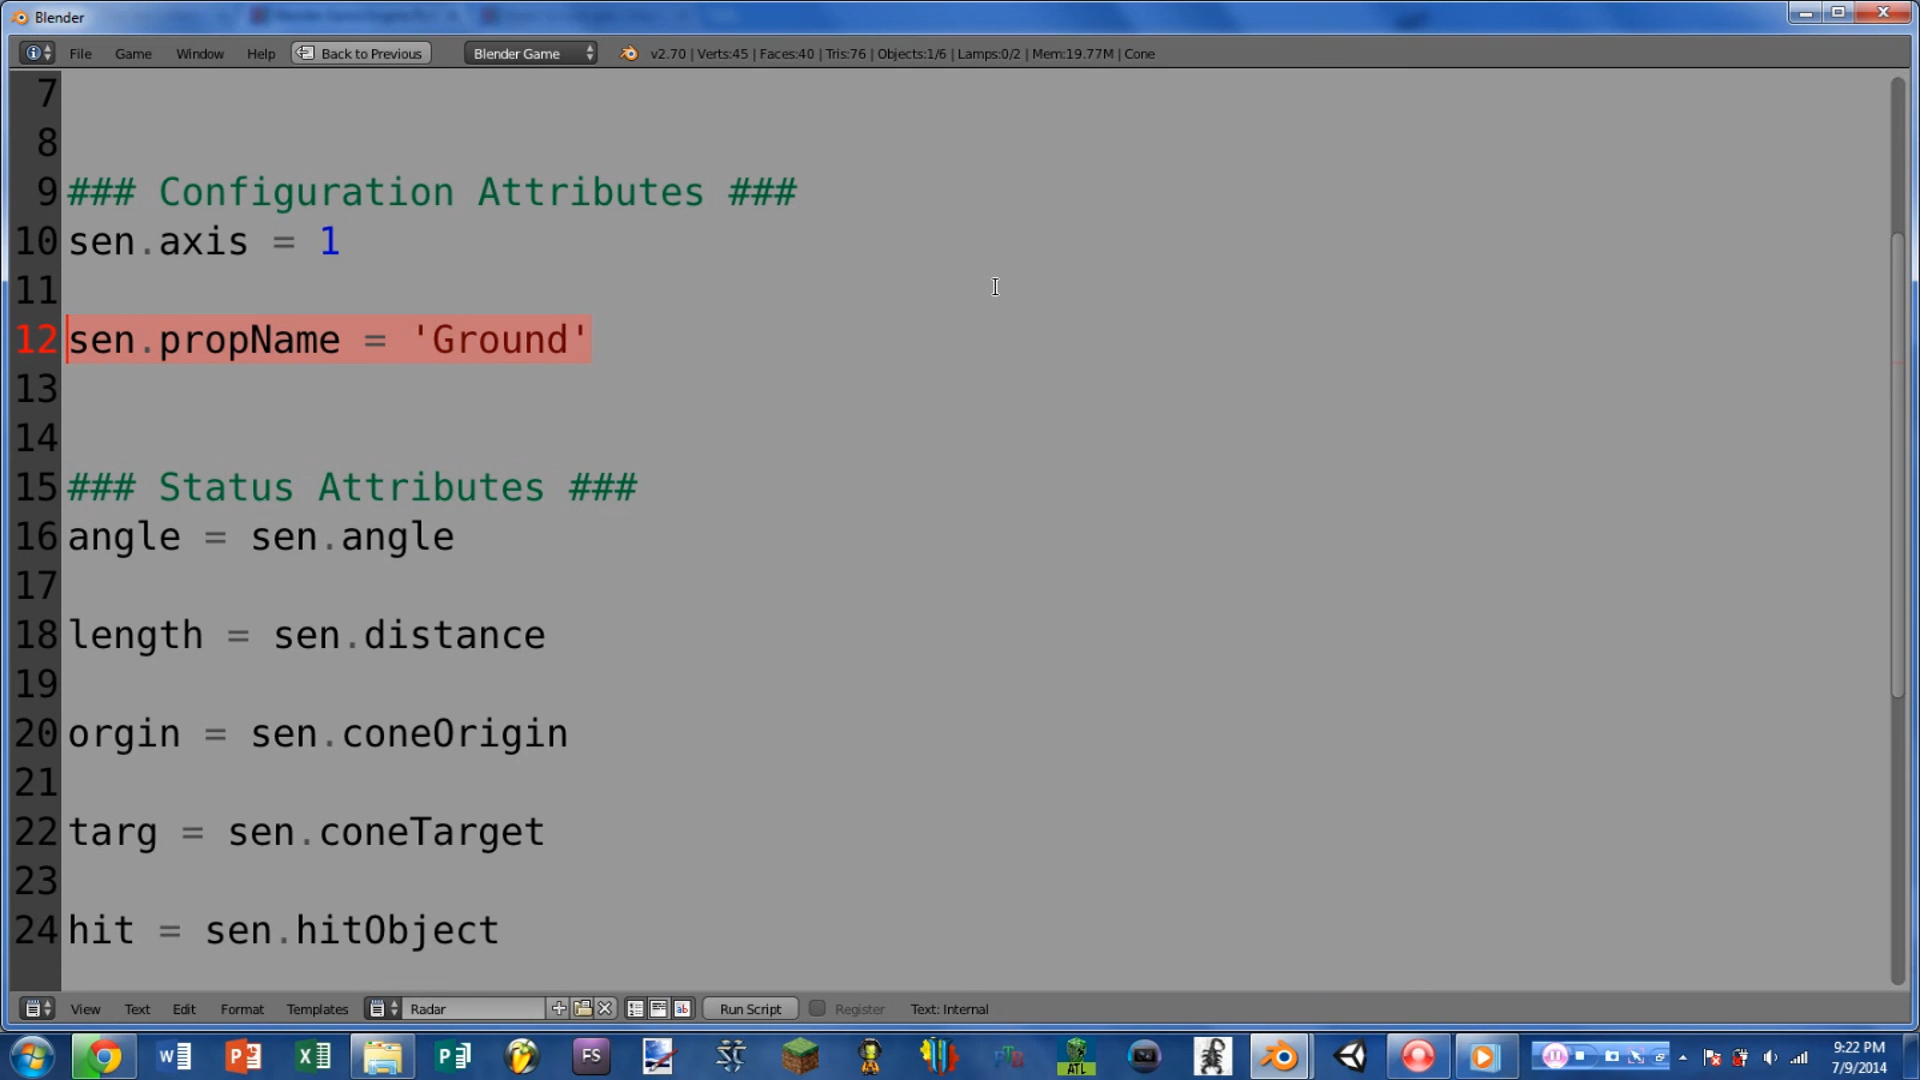 Blender
File Game Window Help Back to Previous Blender Game v2.70 | Verts:45 | Faces:40 | Tris:76 | Objects:1/6 | Lamps:0/2 | Mem:19.77M | Cone
7
8
9 ### Configuration Attributes ###
10 sen.axis = 1
11
12 sen.propName = 'Ground'
13
14
15 ### Status Attributes ###
16 angle = sen.angle
17
18 length = sen.distance
19
20 orgin = sen.coneOrigin
21
22 targ = sen.coneTarget
23
24 hit = sen.hitObject
View Text Edit Format Templates Radar Run Script Register Text: Internal
FS ATL
9:22 PM
7/9/2014